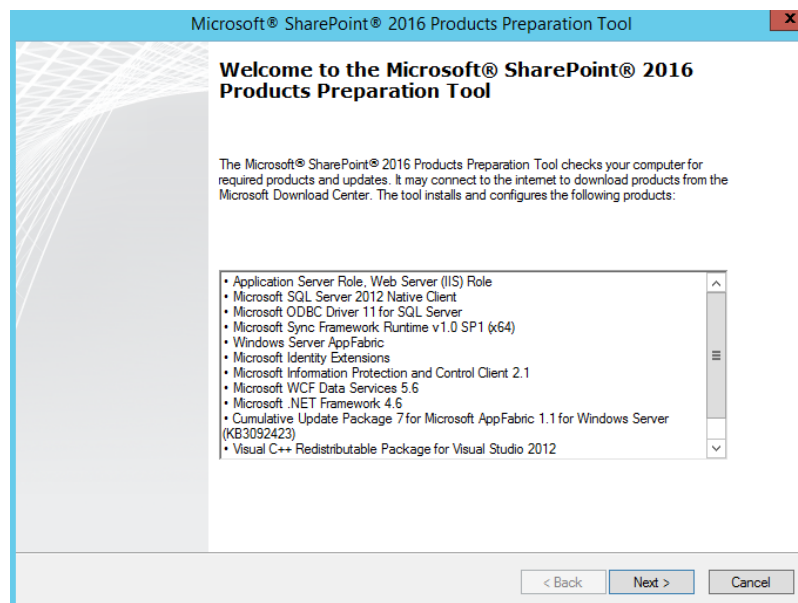 Microsoft® SharePoint® 2016 Products Preparation Tool
x
Welcome to the Microsoft® SharePoint® 2016
Products Preparation Tool
The Microsoft® SharePoint® 2016 Products Preparation Tool checks your computer for
required products and updates. It may connect to the internet to download products from the
Microsoft Download Center. The tool installs and configures the following products:
• Application Server Role, Web Server (IIS) Role
• Microsoft SQL Server 2012 Native Client
• Microsoft ODBC Driver 11 for SQL Server
• Microsoft Sync Framework Runtime v1.0 SP1 (x64)
• Windows Server AppFabric
• Microsoft Identity Extensions
• Microsoft Information Protection and Control Client 2.1
• Microsoft WCF Data Services 5.6
• Microsoft .NET Framework 4.6
• Cumulative Update Package 7 for Microsoft AppFabric 1.1 for Windows Server
(KB3092423)
• Visual C++ Redistributable Package for Visual Studio 2012
< Back Next > Cancel